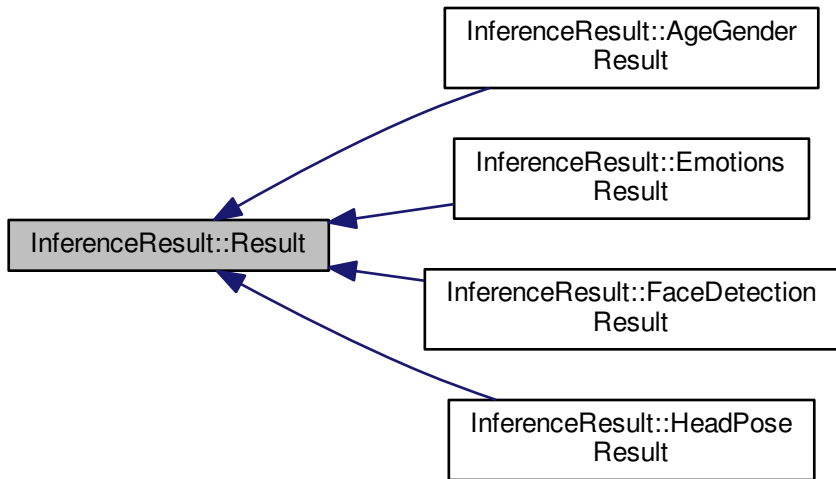 InferenceResult::AgeGender
Result
InferenceResult::Emotions
Result
InferenceResult::Result
InferenceResult::FaceDetection
Result
InferenceResult::HeadPose
Result